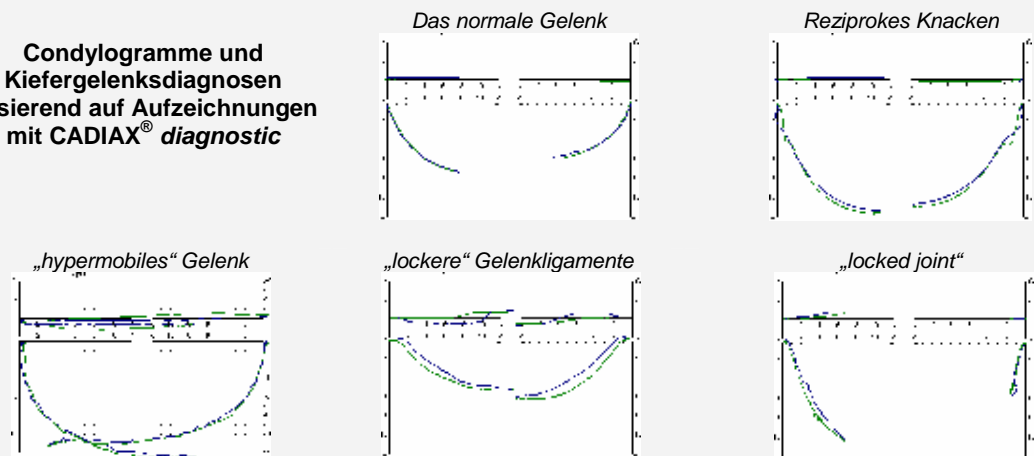 Condylogramme und
Kiefergelenksdiagnosen
sierend auf Aufzeichnungen
mit CADIAX® diagnostic
Das normale Gelenk
Reziprokes Knacken
„hypermobiles“ Gelenk
„lockere“ Gelenkligamente
„locked joint“